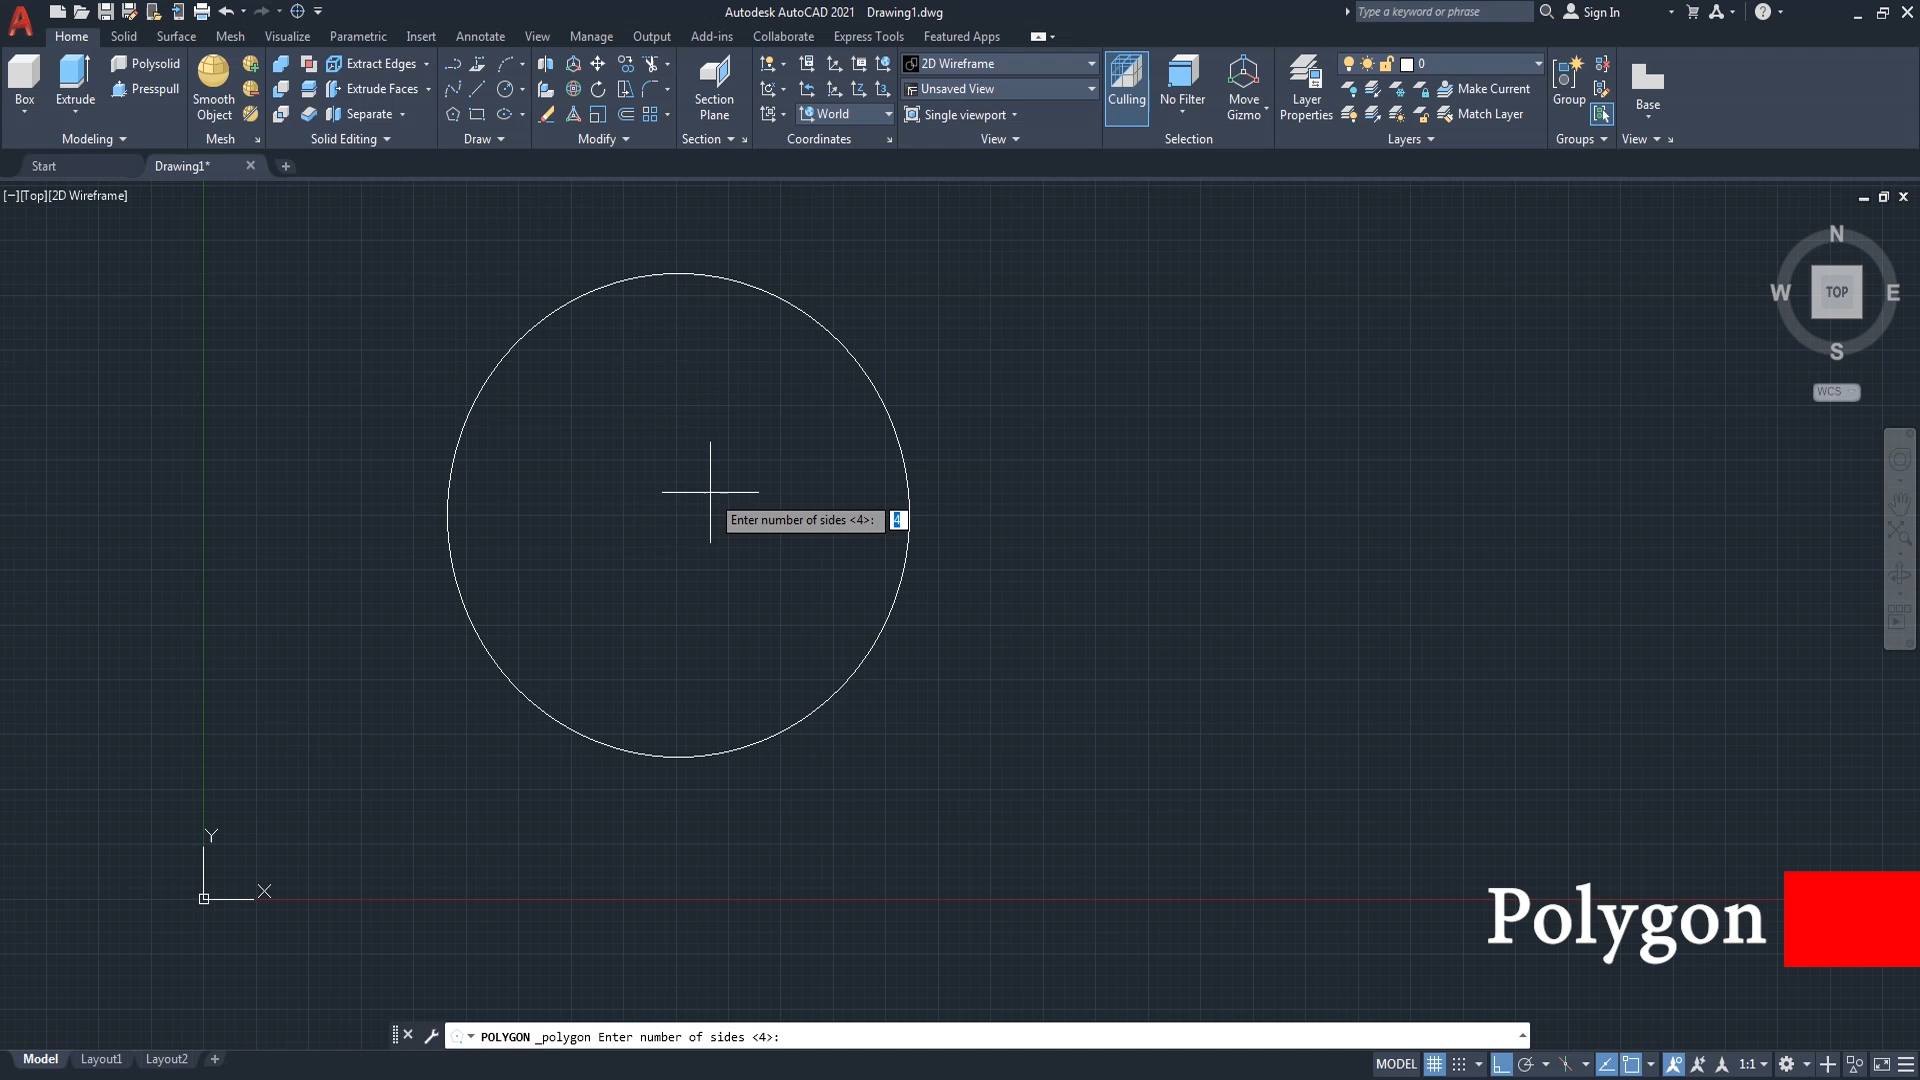 Autodesk AutoCAD 2021 Drawing1.dwg
Type a keyword or phrase
Sign In
Home Solid Surface Mesh Visualize Parametric Insert Annotate View Manage Output Add-ins Collaborate Express Tools Featured Apps
Box
Extrude
Polysolid
Presspull
Modeling
Smooth
Object
Mesh
Extract Edges
Extrude Faces
Separate
Solid Editing
Draw
Modify
Section
Plane
Section
World
Coordinates
2D Wireframe
Unsaved View
Single viewport
View
Culling
No Filter
Move
Gizmo
Selection
Layer
Properties
0
Make Current
Match Layer
Layers
Group
Groups
Base
View
Start
Drawing1*
[−][Top][2D Wireframe]
N
W
TOP
E
S
WCS
Enter number of sides <4>: 4
Y
X
Polygon
POLYGON _polygon Enter number of sides <4>:
Model Layout1 Layout2
MODEL
1:1